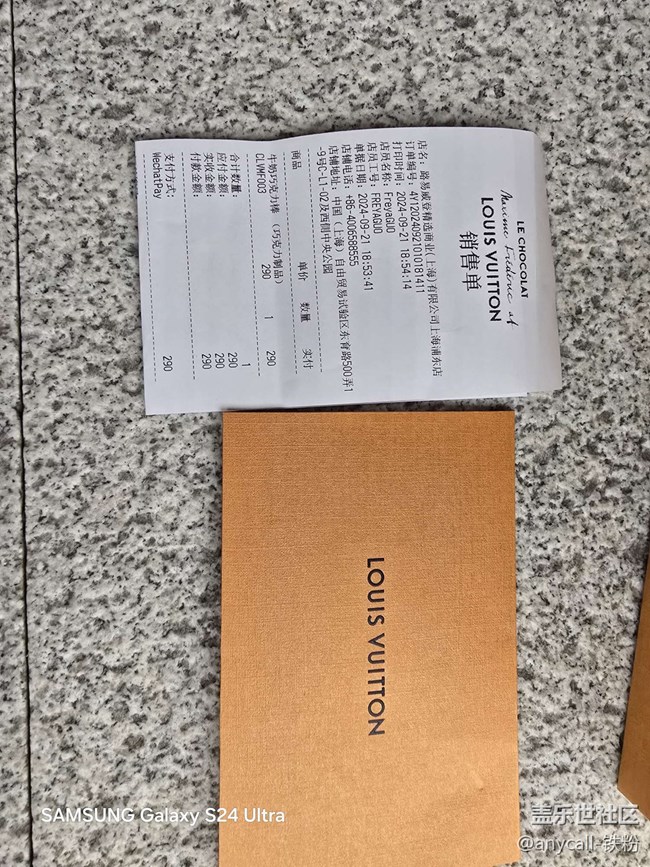 LE CHOCOLAT
Maxime Frédéric at
LOUIS VUITTON
销售单
店名: 路易威登精选商业(上海)有限公司上海浦东店
订单编号: 4Y120240921010181411
打印时间: 2024-09-21 18:54:14
店员名称: FreyaGUO
店员工号: FREYAGUO
单据日期: 2024-09-21 18:53:41
店铺电话: +86-4006588555
店铺地址: 中国(上海)自由贸易试验区东育路500弄1
-9号C-L1-02及西侧中央公园
商品 单价 数量 实付
牛奶巧克力棒 (巧克力制品)
CLVMF003 290 1 290
合计数量: 1
应付金额: 290
实收金额: 290
付款金额: 290
支付方式:
WechatPay 290
LOUIS VUITTON
SAMSUNG Galaxy S24 Ultra
盖乐世社区
@anycall-铁粉